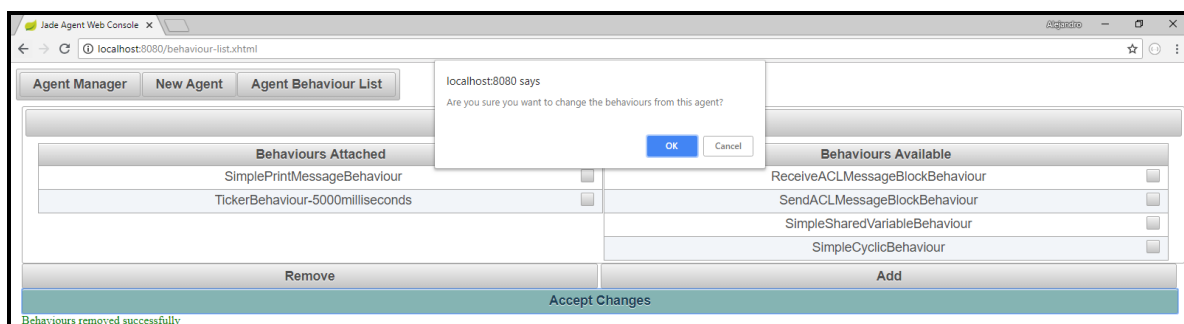 Jade Agent Web Console
Alejandro
localhost:8080/behaviour-list.xhtml
Agent Manager New Agent Agent Behaviour List
localhost:8080 says
Are you sure you want to change the behaviours from this agent?
OK Cancel
Behaviours Attached Behaviours Available
SimplePrintMessageBehaviour ReceiveACLMessageBlockBehaviour
TickerBehaviour-5000milliseconds SendACLMessageBlockBehaviour
SimpleSharedVariableBehaviour
SimpleCyclicBehaviour
Remove Add
Accept Changes
Behaviours removed successfully